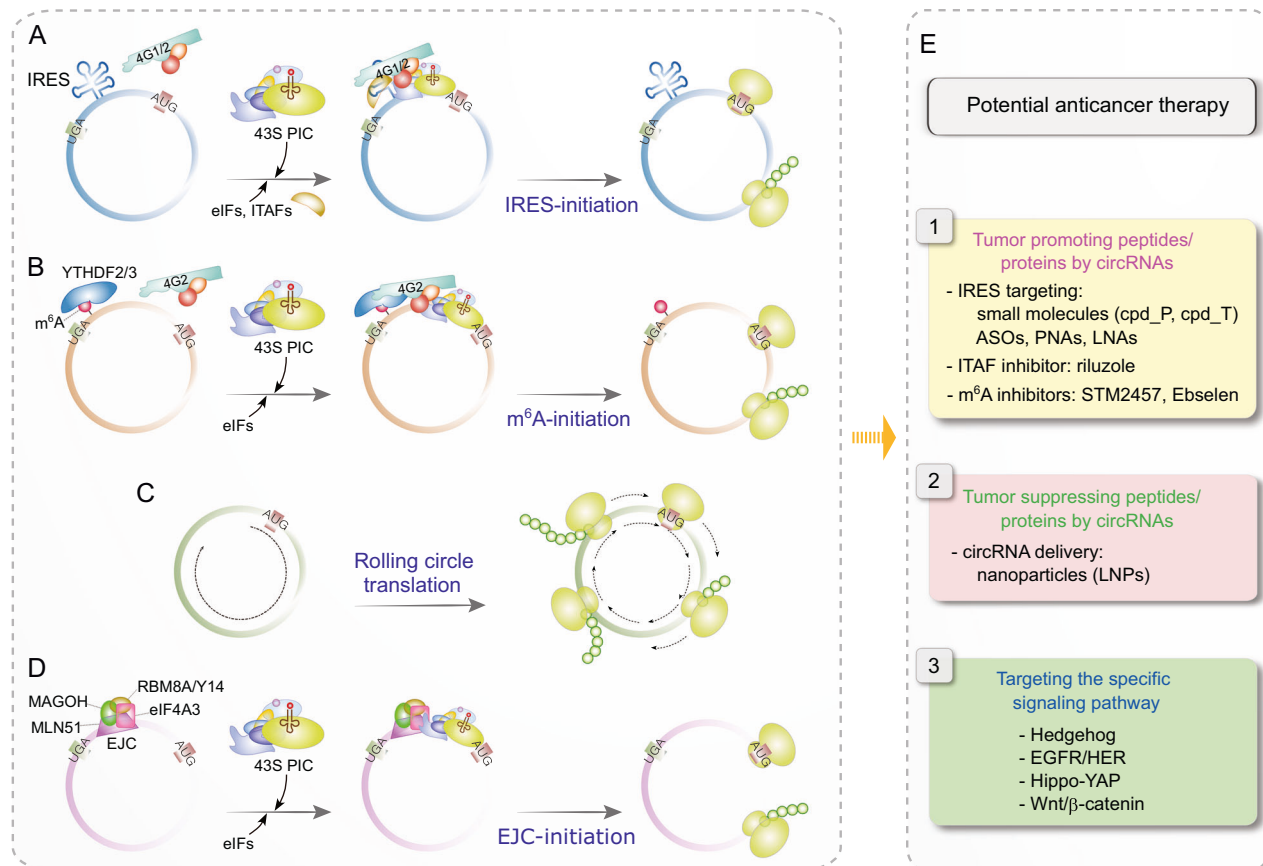 A
4G1/2
IRES
AUG
UGA
43S PIC
eIFs, ITAFs
4G1/2
AUG
UGA
IRES-initiation
AUG
UGA
B
YTHDF2/3
4G2
m⁶A
UGA
AUG
43S PIC
eIFs
4G2
UGA
AUG
m⁶A-initiation
UGA
AUG
C
AUG
Rolling circle
translation
AUG
D
RBM8A/Y14
MAGOH
eIF4A3
MLN51
EJC
UGA
AUG
43S PIC
eIFs
UGA
AUG
EJC-initiation
UGA
AUG
E
Potential anticancer therapy
1
Tumor promoting peptides/
proteins by circRNAs
- IRES targeting:
small molecules (cpd_P, cpd_T)
ASOs, PNAs, LNAs
- ITAF inhibitor: riluzole
- m⁶A inhibitors: STM2457, Ebselen
2
Tumor suppressing peptides/
proteins by circRNAs
- circRNA delivery:
nanoparticles (LNPs)
3
Targeting the specific
signaling pathway
- Hedgehog
- EGFR/HER
- Hippo-YAP
- Wnt/β-catenin